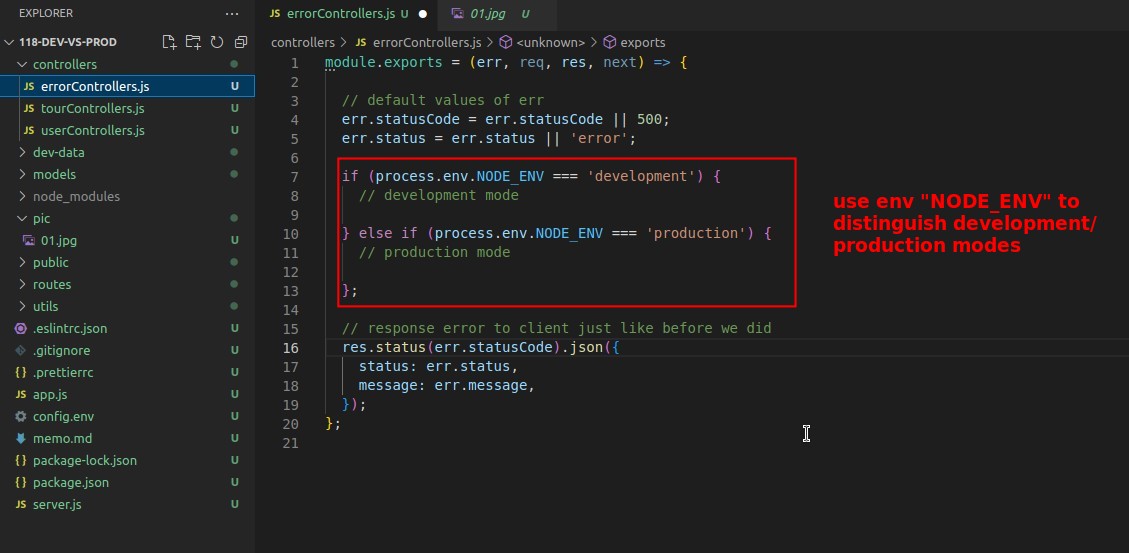 EXPLORER ...
118-DEV-VS-PROD
controllers
JS errorControllers.js U
JS tourControllers.js U
JS userControllers.js U
dev-data
models
node_modules
pic
01.jpg U
public
routes
utils
.eslintrc.json U
.gitignore U
{} .prettierrc U
JS app.js U
config.env U
memo.md U
{} package-lock.json U
{} package.json U
JS server.js U
JS errorControllers.js U
01.jpg U
controllers > JS errorControllers.js > <unknown> > exports
1 module.exports = (err, req, res, next) => {
2
3 // default values of err
4 err.statusCode = err.statusCode || 500;
5 err.status = err.status || 'error';
6
7 if (process.env.NODE_ENV === 'development') {
8 // development mode
9
10 } else if (process.env.NODE_ENV === 'production') {
11 // production mode
12
13 };
14
15 // response error to client just like before we did
16 res.status(err.statusCode).json({
17 status: err.status,
18 message: err.message,
19 });
20 };
21
use env "NODE_ENV" to
distinguish development/
production modes